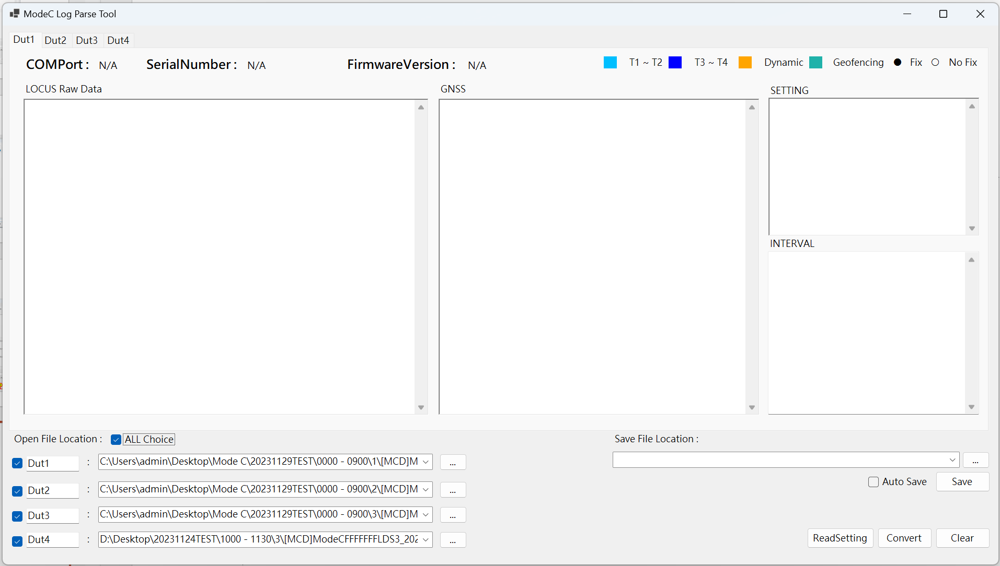 ModeC Log Parse Tool
Dut1 Dut2 Dut3 Dut4
COMPort : N/A SerialNumber : N/A FirmwareVersion : N/A T1 ~ T2 T3 ~ T4 Dynamic Geofencing Fix No Fix
LOCUS Raw Data GNSS SETTING
INTERVAL
Open File Location : ALL Choice Save File Location :
Dut1 : C:\Users\admin\Desktop\Mode C\20231129TEST\0000 - 0900\1\[MCD]M ... ...
Auto Save Save
Dut2 : C:\Users\admin\Desktop\Mode C\20231129TEST\0000 - 0900\2\[MCD]M ...
Dut3 : C:\Users\admin\Desktop\Mode C\20231129TEST\0000 - 0900\3\[MCD]M ...
Dut4 : D:\Desktop\20231124TEST\1000 - 1130\3\[MCD]ModeCFFFFFFFLDS3_202 ... ReadSetting Convert Clear